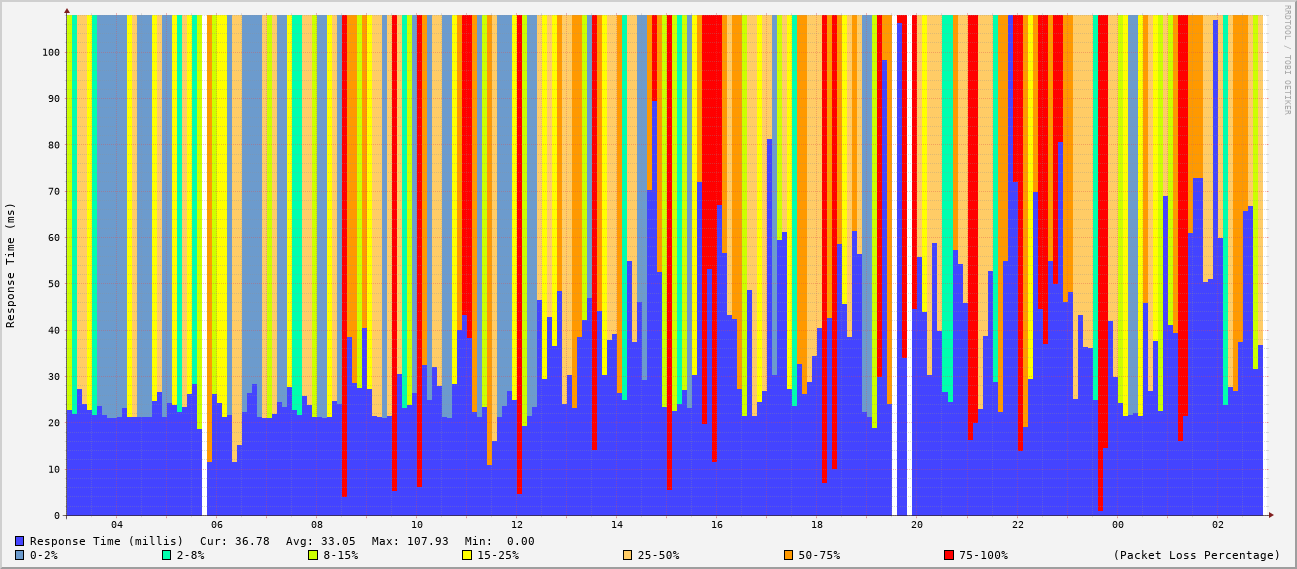 RRDTOOL / TOBI OETIKER
Response Time (ms)
100
90
80
70
60
50
40
30
20
10
0
04 06 08 10 12 14 16 18 20 22 00 02
Response Time (millis) Cur: 36.78 Avg: 33.05 Max: 107.93 Min: 0.00
0-2% 2-8% 8-15% 15-25% 25-50% 50-75% 75-100% (Packet Loss Percentage)